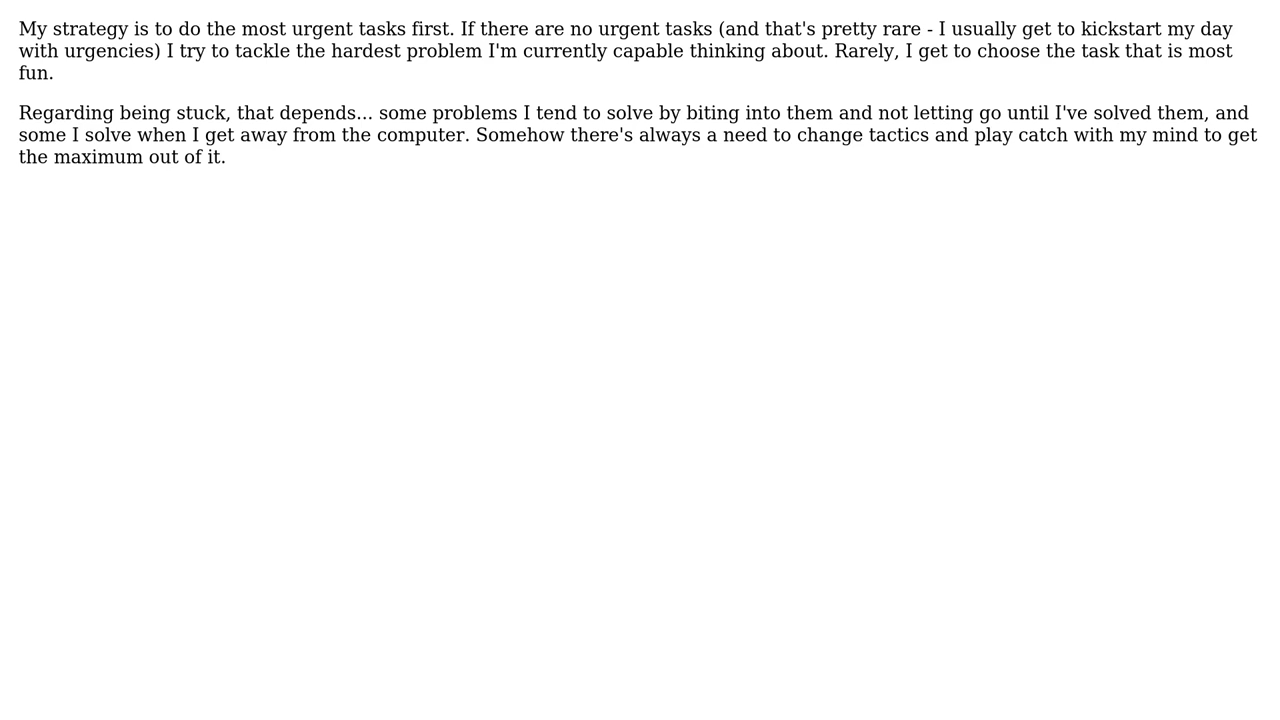 My strategy is to do the most urgent tasks first. If there are no urgent tasks (and that's pretty rare - I usually get to kickstart my day
with urgencies) I try to tackle the hardest problem I'm currently capable thinking about. Rarely, I get to choose the task that is most
fun.
Regarding being stuck, that depends... some problems I tend to solve by biting into them and not letting go until I've solved them, and
some I solve when I get away from the computer. Somehow there's always a need to change tactics and play catch with my mind to get
the maximum out of it.